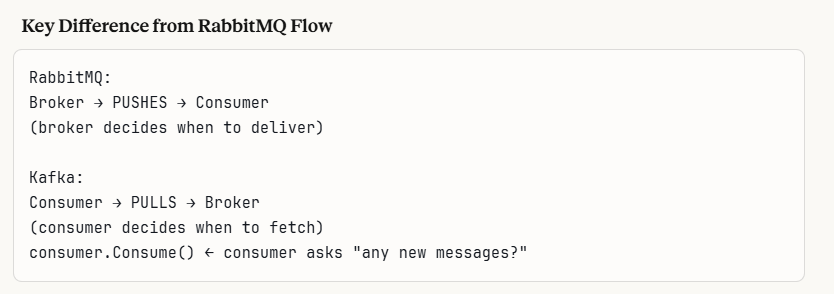 Key Difference from RabbitMQ Flow
RabbitMQ:
Broker → PUSHES → Consumer
(broker decides when to deliver)
Kafka:
Consumer → PULLS → Broker
(consumer decides when to fetch)
consumer.Consume() ← consumer asks "any new messages?"